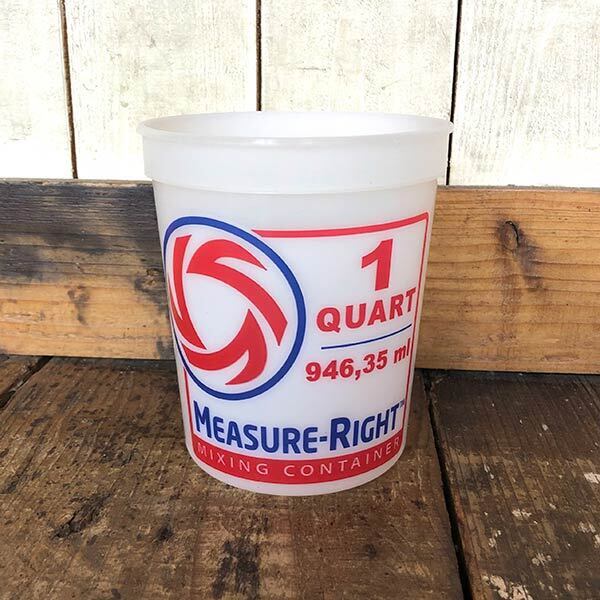 1
QUART
946,35 ml
MEASURE-RIGHT™
MIXING CONTAINER